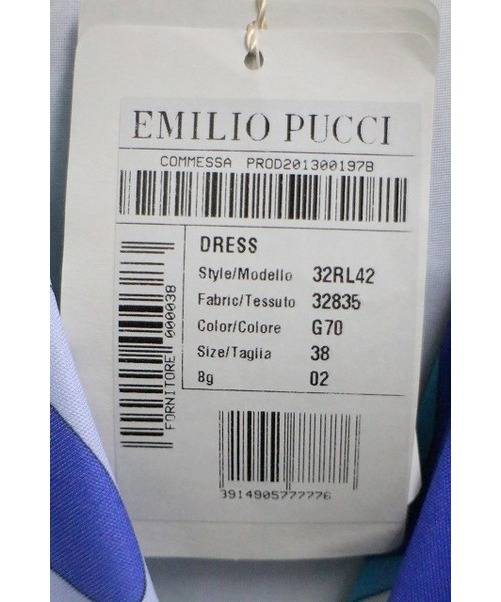 EMILIO PUCCI
COMMESSA PROD201300197B
FORNITORE 000038
DRESS
Style/Modello 32RL42
Fabric/Tessuto 32835
Color/Colore G70
Size/Taglia 38
Bg 02
3914905777776